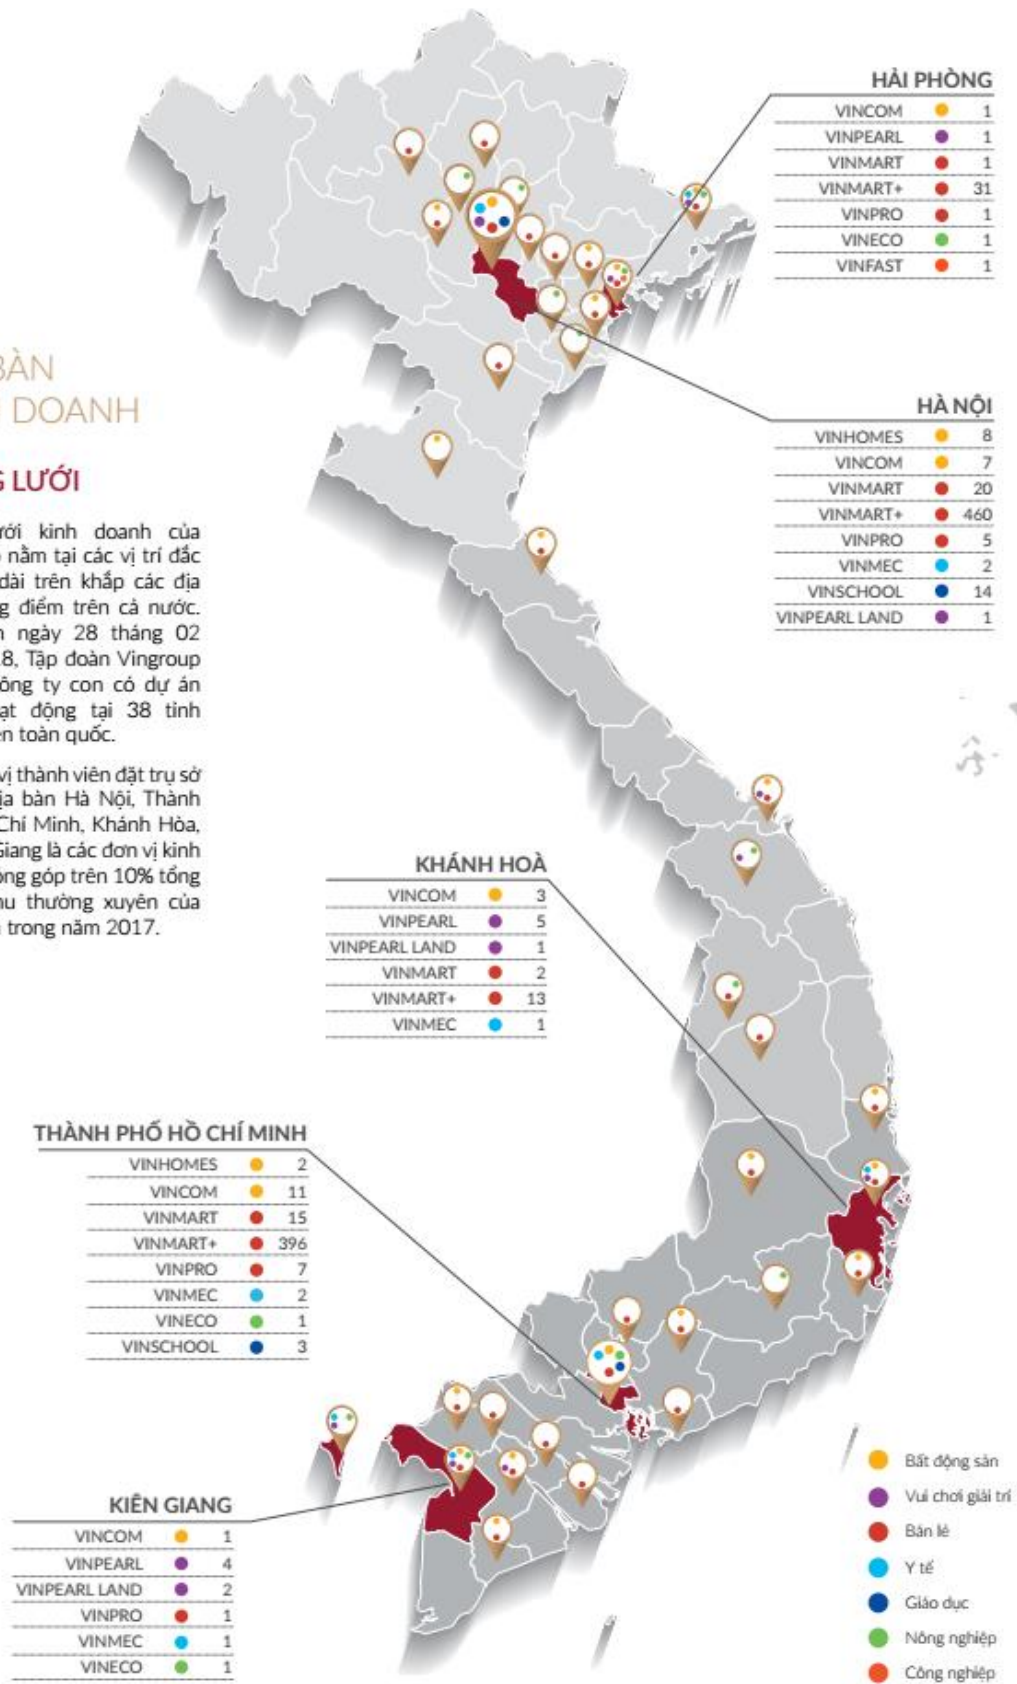 HẢI PHÒNG
VINCOM 1
VINPEARL 1
VINMART 1
VINMART+ 31
VINPRO 1
VINECO 1
VINFAST 1
BÀN
DOANH
LƯỚI
ưới kinh doanh của
nằm tại các vị trí đắc
dài trên khắp các địa
g điểm trên cả nước.
n ngày 28 tháng 02
8, Tập đoàn Vingroup
ông ty con có dự án
ạt động tại 38 tỉnh
ên toàn quốc.
vị thành viên đặt trụ sở
ịa bàn Hà Nội, Thành
Chí Minh, Khánh Hòa,
Giang là các đơn vị kinh
óng góp trên 10% tổng
hu thường xuyên của
trong năm 2017.
HÀ NỘI
VINHOMES 8
VINCOM 7
VINMART 20
VINMART+ 460
VINPRO 5
VINMEC 2
VINSCHOOL 14
VINPEARL LAND 1
KHÁNH HOÀ
VINCOM 3
VINPEARL 5
VINPEARL LAND 1
VINMART 2
VINMART+ 13
VINMEC 1
THÀNH PHỐ HỒ CHÍ MINH
VINHOMES 2
VINCOM 11
VINMART 15
VINMART+ 396
VINPRO 7
VINMEC 2
VINECO 1
VINSCHOOL 3
KIÊN GIANG
VINCOM 1
VINPEARL 4
VINPEARL LAND 2
VINPRO 1
VINMEC 1
VINECO 1
Bất động sản
Vui chơi giải trí
Bán lẻ
Y tế
Giáo dục
Nông nghiệp
Công nghiệp